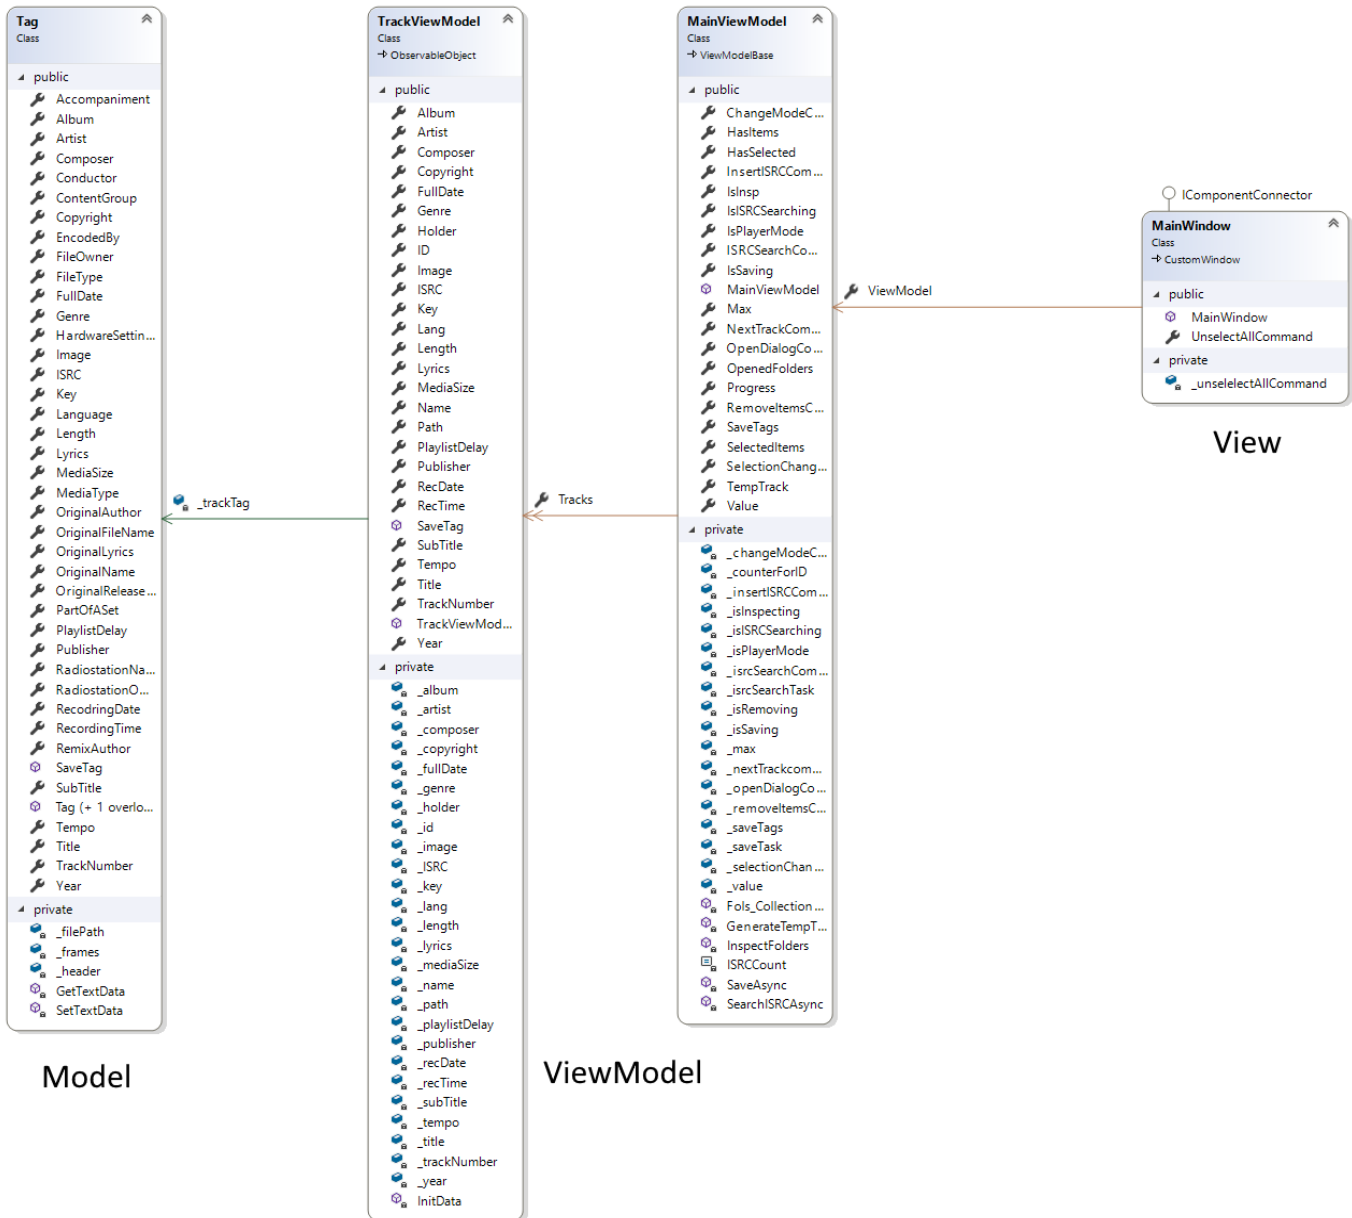 Tag
Class
public
Accompaniment
Album
Artist
Composer
Conductor
ContentGroup
Copyright
EncodedBy
FileOwner
FileType
FullDate
Genre
HardwareSettin...
Image
ISRC
Key
Language
Length
Lyrics
MediaSize
MediaType
OriginalAuthor
OriginalFileName
OriginalLyrics
OriginalName
OriginalRelease...
PartOfASet
PlaylistDelay
Publisher
RadiostationNa...
RadiostationO...
RecodringDate
RecordingTime
RemixAuthor
SaveTag
SubTitle
Tag (+ 1 overlo...
Tempo
Title
TrackNumber
Year
private
_filePath
_frames
_header
GetTextData
SetTextData
Model
_trackTag
TrackViewModel
Class
ObservableObject
public
Album
Artist
Composer
Copyright
FullDate
Genre
Holder
ID
Image
ISRC
Key
Lang
Length
Lyrics
MediaSize
Name
Path
PlaylistDelay
Publisher
RecDate
RecTime
SaveTag
SubTitle
Tempo
Title
TrackNumber
TrackViewMod...
Year
private
_album
_artist
_composer
_copyright
_fullDate
_genre
_holder
_id
_image
_ISRC
_key
_lang
_length
_lyrics
_mediaSize
_name
_path
_playlistDelay
_publisher
_recDate
_recTime
_subTitle
_tempo
_title
_trackNumber
_year
InitData
Tracks
ViewModel
MainViewModel
Class
ViewModelBase
public
ChangeModeC...
HasItems
HasSelected
InsertISRCCom...
IsInsp
IsISRCSearching
IsPlayerMode
ISRCSearchCo...
IsSaving
MainViewModel
Max
NextTrackCom...
OpenDialogCo...
OpenedFolders
Progress
RemoveItemsC...
SaveTags
SelectedItems
SelectionChang...
TempTrack
Value
private
_changeModeC...
_counterForID
_insertISRCCom...
_isInspecting
_isISRCSearching
_isPlayerMode
_isrcSearchCom...
_isrcSearchTask
_isRemoving
_isSaving
_max
_nextTrackcom...
_openDialogCo...
_removeItemsC...
_saveTags
_saveTask
_selectionChan...
_value
Fols_Collection...
GenerateTempT...
InspectFolders
ISRCCount
SaveAsync
SearchISRCAsync
ViewModel
IComponentConnector
MainWindow
Class
CustomWindow
public
MainWindow
UnselectAllCommand
private
_unselelectAllCommand
View